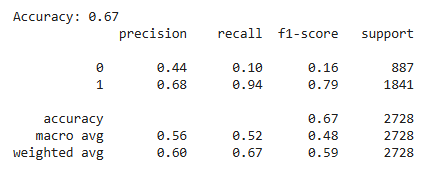 Accuracy: 0.67
precision recall f1-score support
0 0.44 0.10 0.16 887
1 0.68 0.94 0.79 1841
accuracy 0.67 2728
macro avg 0.56 0.52 0.48 2728
weighted avg 0.60 0.67 0.59 2728